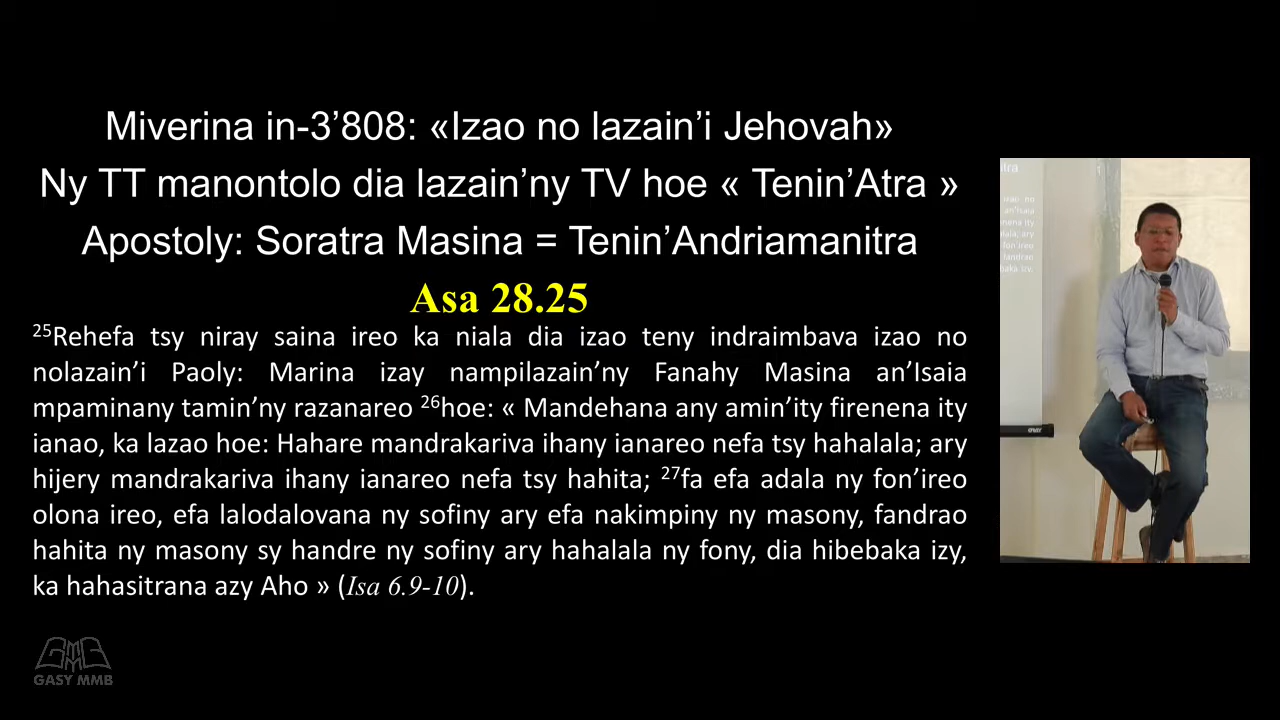 Miverina in-3’808: «Izao no lazain’i Jehovah»
Ny TT manontolo dia lazain’ny TV hoe « Tenin’Atra »
Apostoly: Soratra Masina = Tenin’Andriamanitra
Asa 28.25
25Rehefa tsy niray saina ireo ka niala dia izao teny indraimbava izao no
nolazain’i Paoly: Marina izay nampilazain’ny Fanahy Masina an’Isaia
mpaminany tamin’ny razanareo 26hoe: « Mandehana any amin’ity firenena ity
ianao, ka lazao hoe: Hahare mandrakariva ihany ianareo nefa tsy hahalala; ary
hijery mandrakariva ihany ianareo nefa tsy hahita; 27fa efa adala ny fon’ireo
olona ireo, efa lalodalovana ny sofiny ary efa nakimpiny ny masony, fandrao
hahita ny masony sy handre ny sofiny ary hahalala ny fony, dia hibebaka izy,
ka hahasitrana azy Aho » (Isa 6.9-10).
GASY MMB